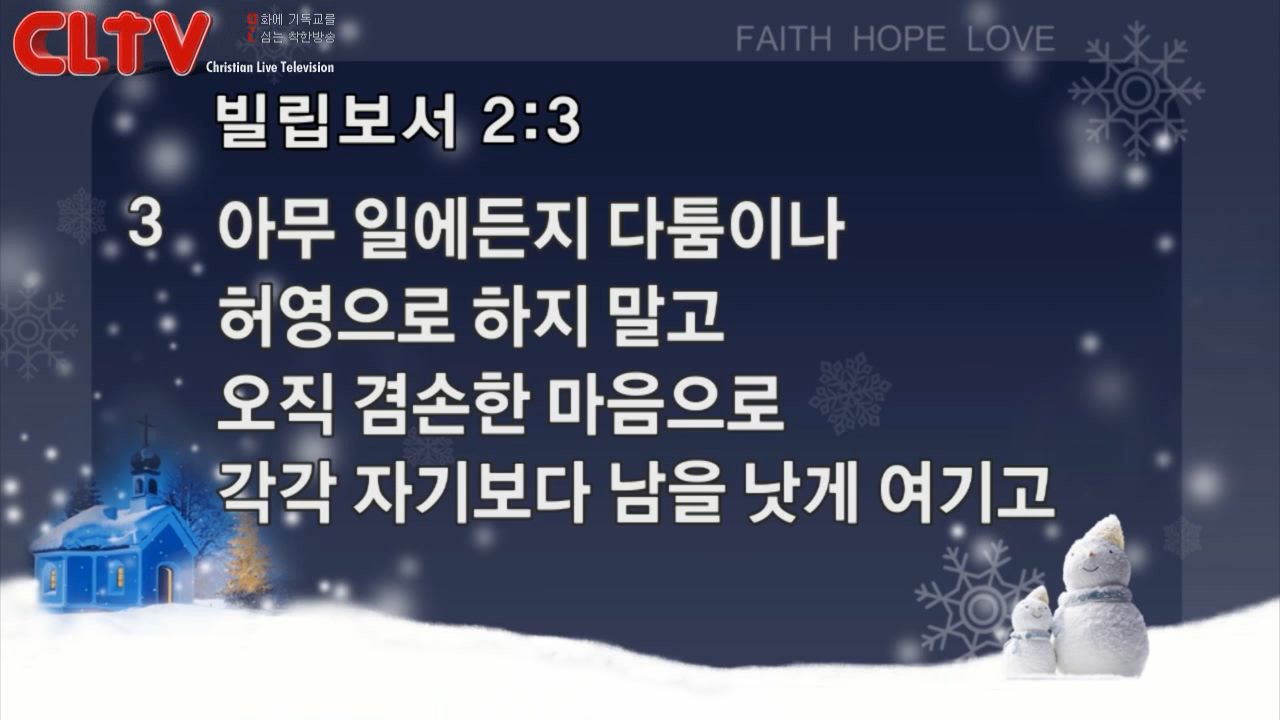 CLTV
문화에 기독교를
심는 착한방송
Christian Live Television
FAITH HOPE LOVE
빌립보서 2:3
3 아무 일에든지 다툼이나
허영으로 하지 말고
오직 겸손한 마음으로
각각 자기보다 남을 낫게 여기고